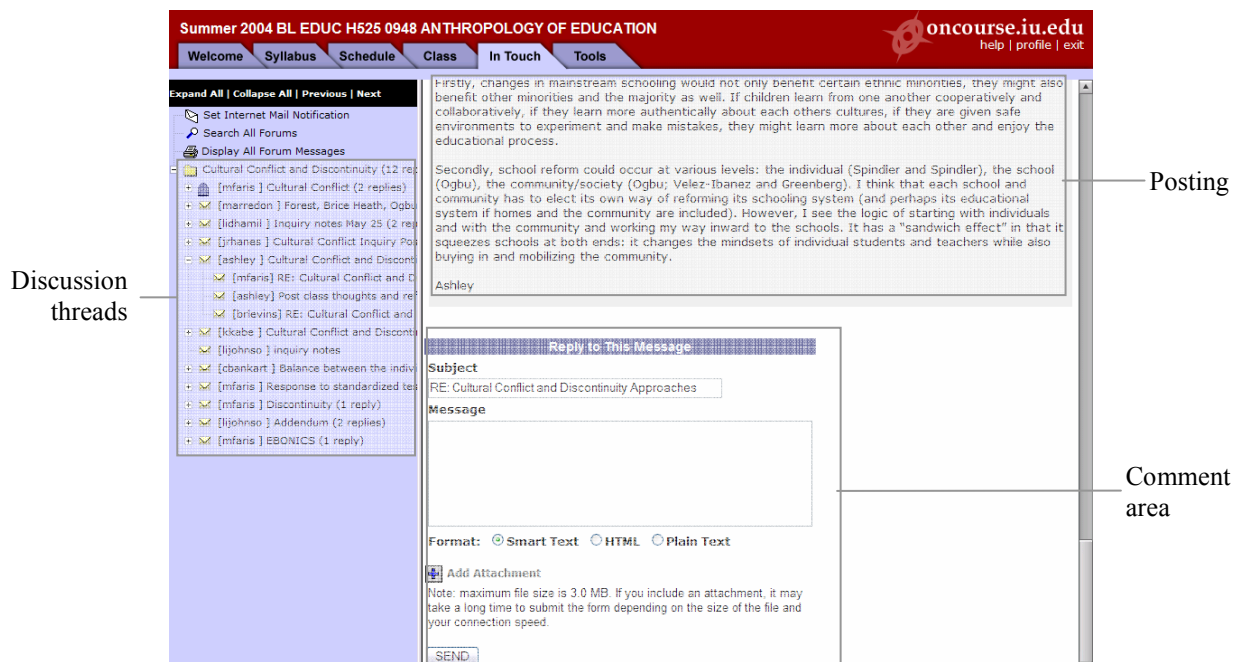 Summer 2004 BL EDUC H525 0948 ANTHROPOLOGY OF EDUCATION
oncourse.iu.edu
help | profile | exit
Welcome Syllabus Schedule Class In Touch Tools
Expand All | Collapse All | Previous | Next
Set Internet Mail Notification
Search All Forums
Display All Forum Messages
Cultural Conflict and Discontinuity (12 rep
[mfaris ] Cultural Conflict (2 replies)
[marredon ] Forest, Brice Heath, Ogbu
[lidhamil ] Inquiry notes May 25 (2 rep
[jrhanes ] Cultural Conflict Inquiry Pos
[ashley ] Cultural Conflict and Disconti
[mfaris] RE: Cultural Conflict and D
[ashley] Post class thoughts and ref
[brievins] RE: Cultural Conflict and
[kkabe ] Cultural Conflict and Disconti
[lijohnso ] inquiry notes
[cbankart ] Balance between the indivi
[mfaris ] Response to standardized tes
[mfaris ] Discontinuity (1 reply)
[lijohnso ] Addendum (2 replies)
[mfaris ] EBONICS (1 reply)
Discussion
threads
Firstly, changes in mainstream schooling would not only benefit certain ethnic minorities, they might also
benefit other minorities and the majority as well. If children learn from one another cooperatively and
collaboratively, if they learn more authentically about each others cultures, if they are given safe
environments to experiment and make mistakes, they might learn more about each other and enjoy the
educational process.
Secondly, school reform could occur at various levels: the individual (Spindler and Spindler), the school
(Ogbu), the community/society (Ogbu; Velez-Ibanez and Greenberg). I think that each school and
community has to elect its own way of reforming its schooling system (and perhaps its educational
system if homes and the community are included). However, I see the logic of starting with individuals
and with the community and working my way inward to the schools. It has a "sandwich effect" in that it
squeezes schools at both ends: it changes the mindsets of individual students and teachers while also
buying in and mobilizing the community.
Ashley
Posting
Reply to This Message
Subject
RE: Cultural Conflict and Discontinuity Approaches
Message
Comment
area
Format: Smart Text HTML Plain Text
Add Attachment
Note: maximum file size is 3.0 MB. If you include an attachment, it may
take a long time to submit the form depending on the size of the file and
your connection speed.
SEND